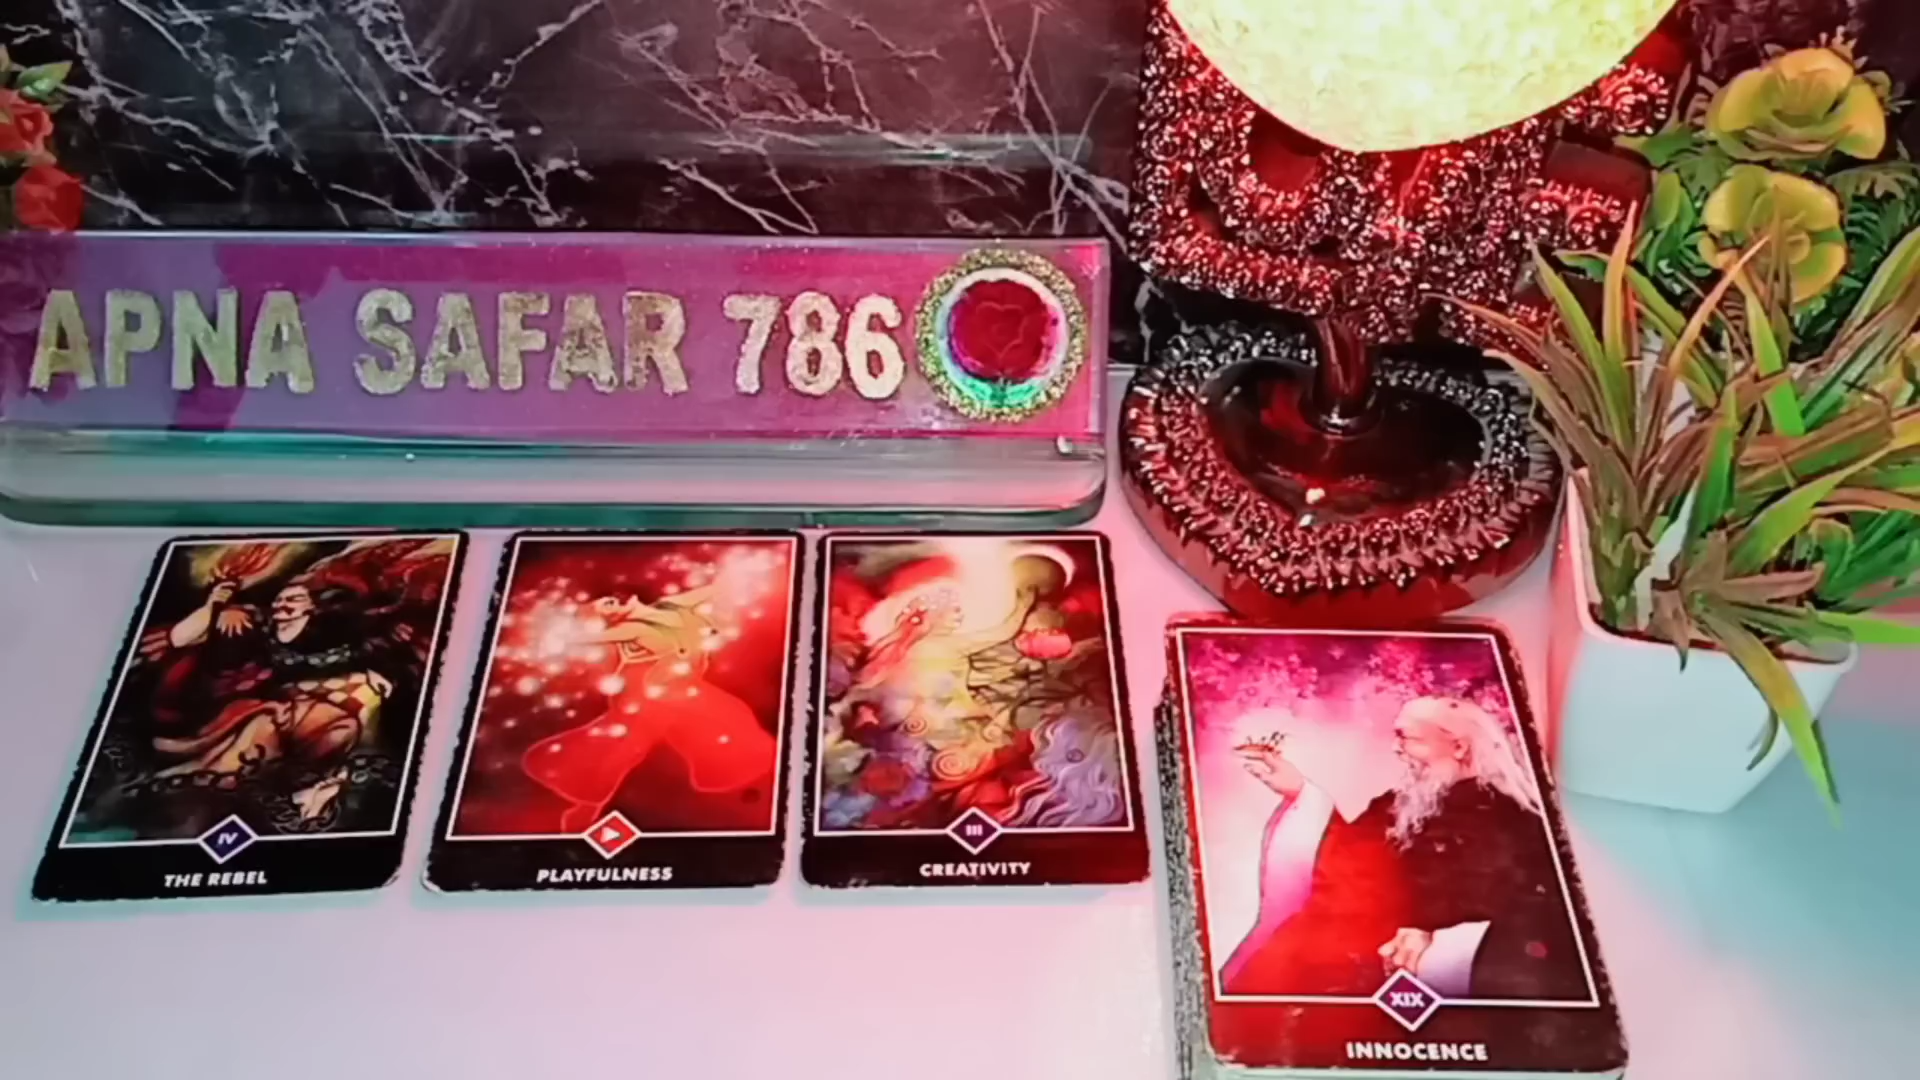 APNA SAFAR 786
IV
THE REBEL
PLAYFULNESS
III
CREATIVITY
XIX
INNOCENCE